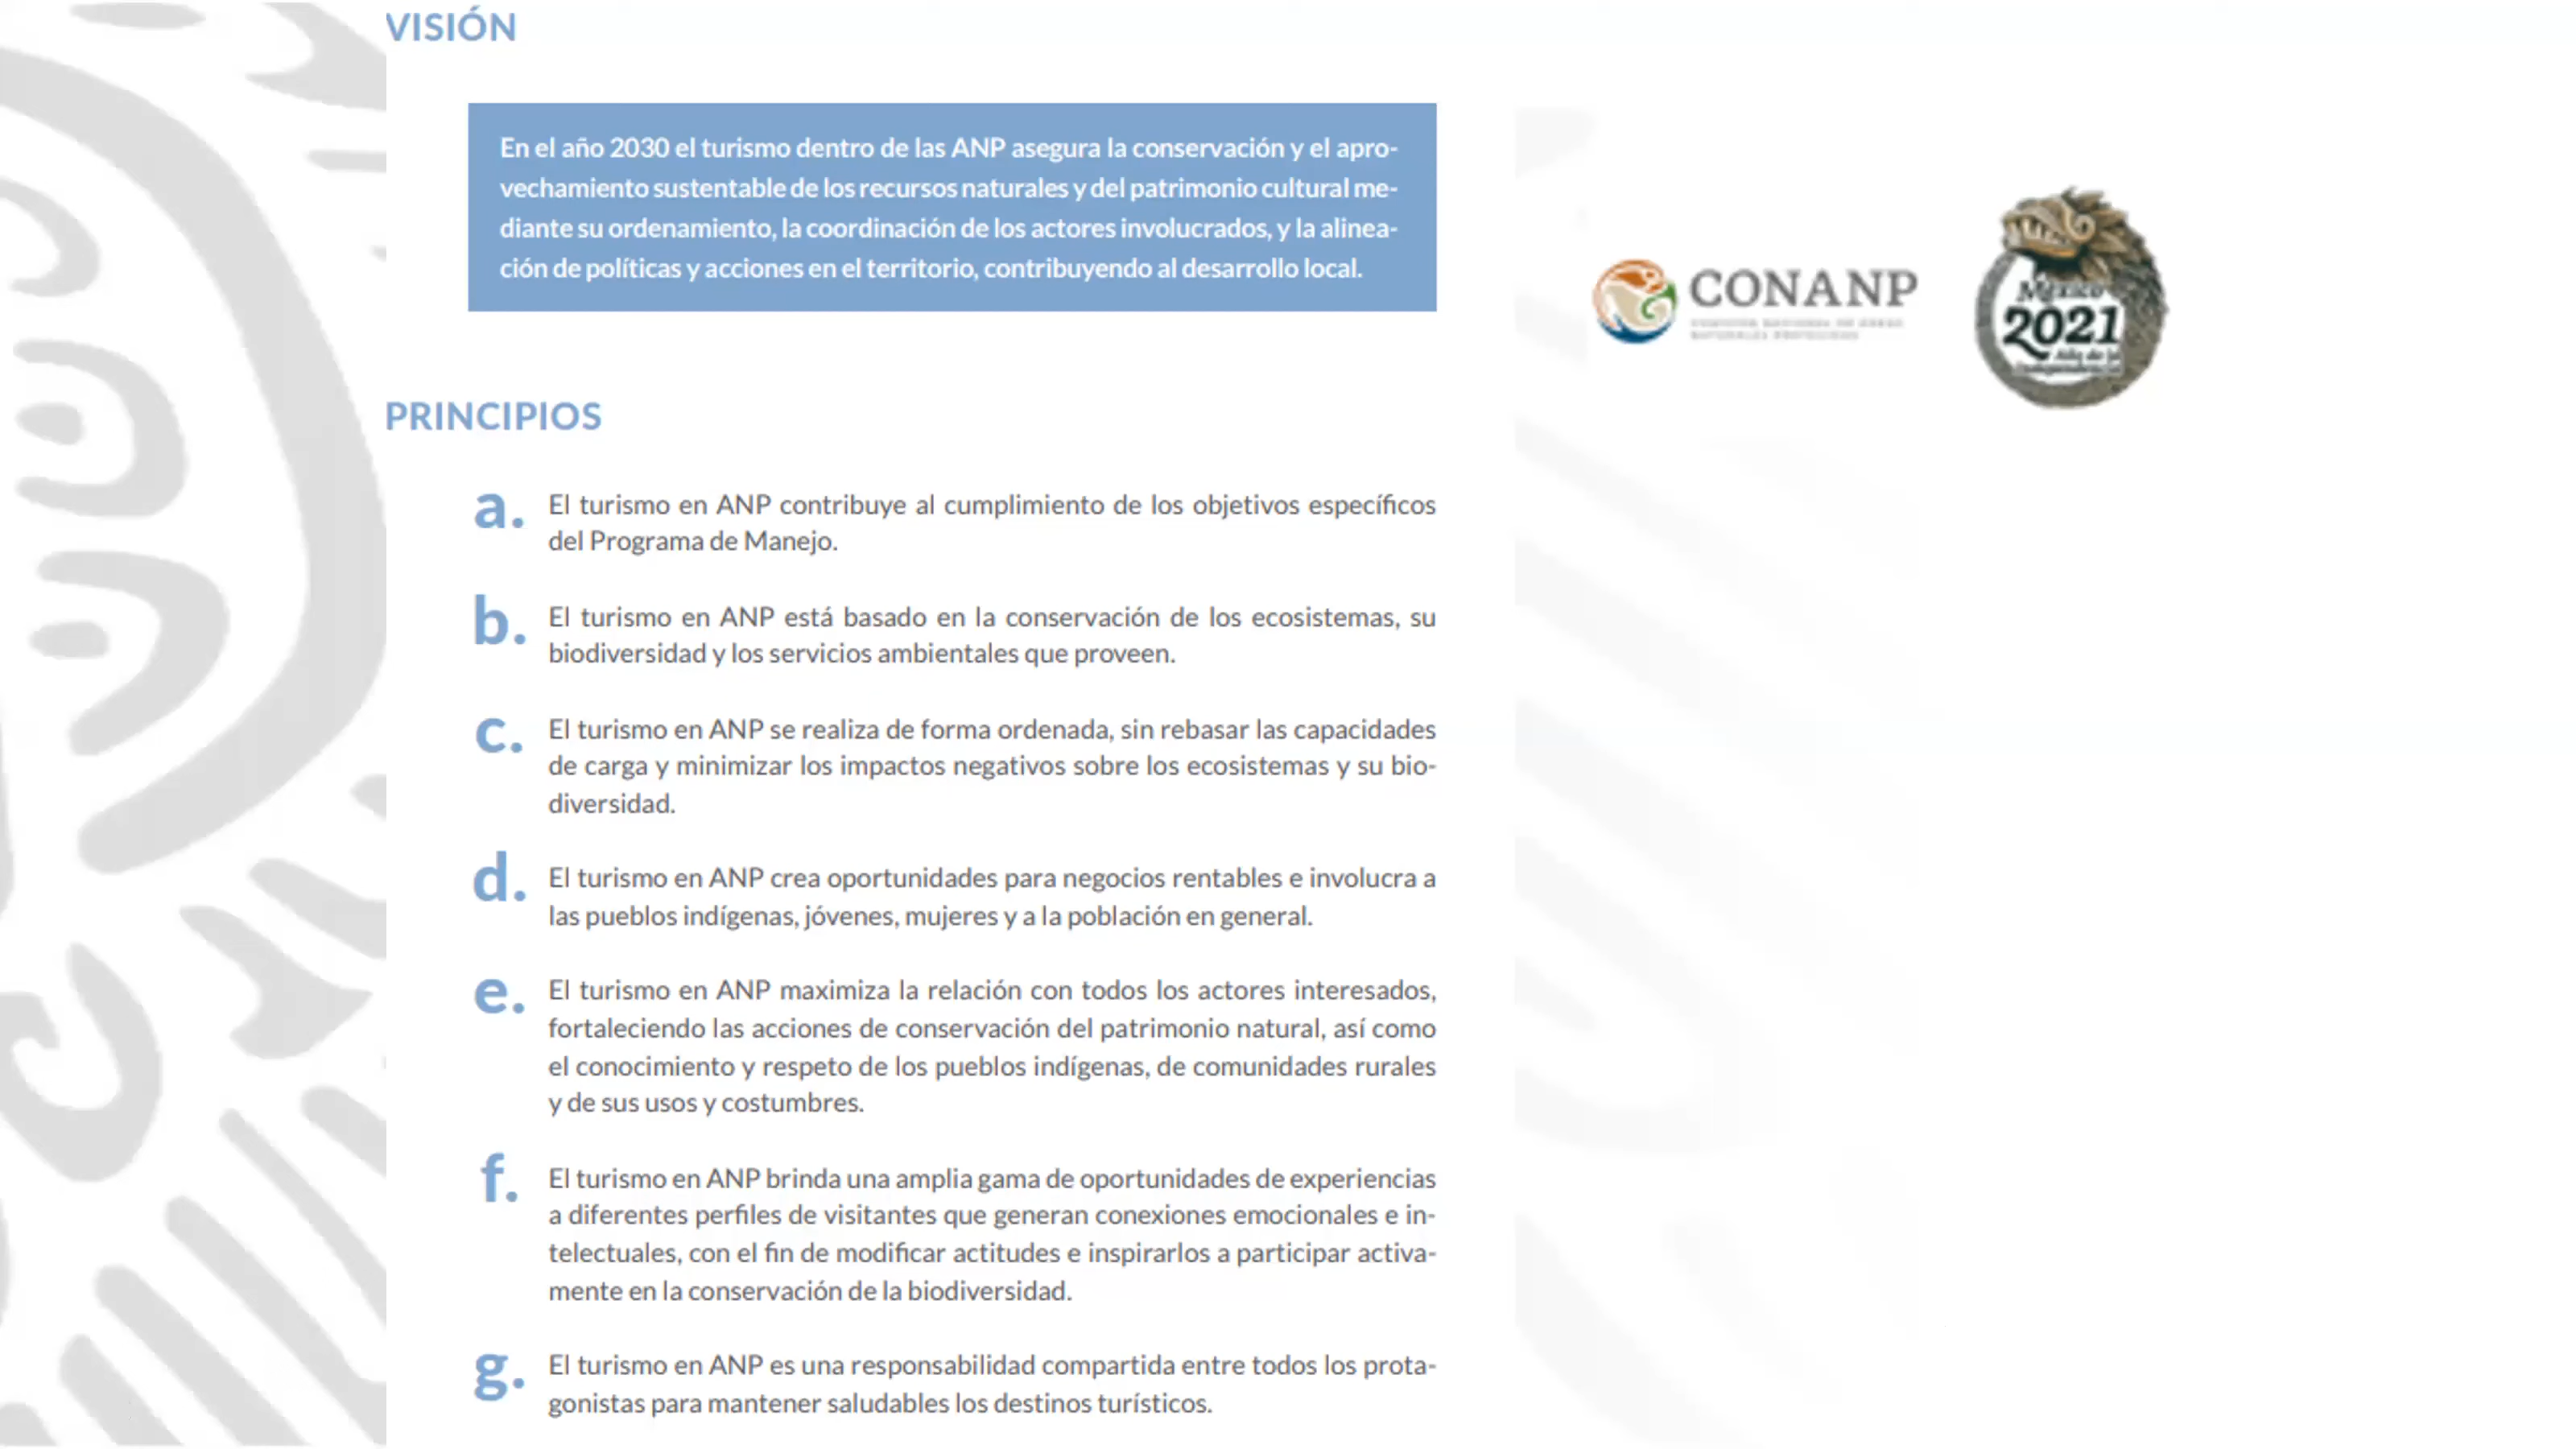 VISIÓN
En el año 2030 el turismo dentro de las ANP asegura la conservación y el apro-
vechamiento sustentable de los recursos naturales y del patrimonio cultural me-
diante su ordenamiento, la coordinación de los actores involucrados, y la alinea-
ción de políticas y acciones en el territorio, contribuyendo al desarrollo local.
CONANP
COMISIÓN NACIONAL DE ÁREAS
NATURALES PROTEGIDAS
México
2021
Año de la
Independencia
PRINCIPIOS
a. El turismo en ANP contribuye al cumplimiento de los objetivos específicos
del Programa de Manejo.
b. El turismo en ANP está basado en la conservación de los ecosistemas, su
biodiversidad y los servicios ambientales que proveen.
c. El turismo en ANP se realiza de forma ordenada, sin rebasar las capacidades
de carga y minimizar los impactos negativos sobre los ecosistemas y su bio-
diversidad.
d. El turismo en ANP crea oportunidades para negocios rentables e involucra a
las pueblos indígenas, jóvenes, mujeres y a la población en general.
e. El turismo en ANP maximiza la relación con todos los actores interesados,
fortaleciendo las acciones de conservación del patrimonio natural, así como
el conocimiento y respeto de los pueblos indígenas, de comunidades rurales
y de sus usos y costumbres.
f. El turismo en ANP brinda una amplia gama de oportunidades de experiencias
a diferentes perfiles de visitantes que generan conexiones emocionales e in-
telectuales, con el fin de modificar actitudes e inspirarlos a participar activa-
mente en la conservación de la biodiversidad.
g. El turismo en ANP es una responsabilidad compartida entre todos los prota-
gonistas para mantener saludables los destinos turísticos.